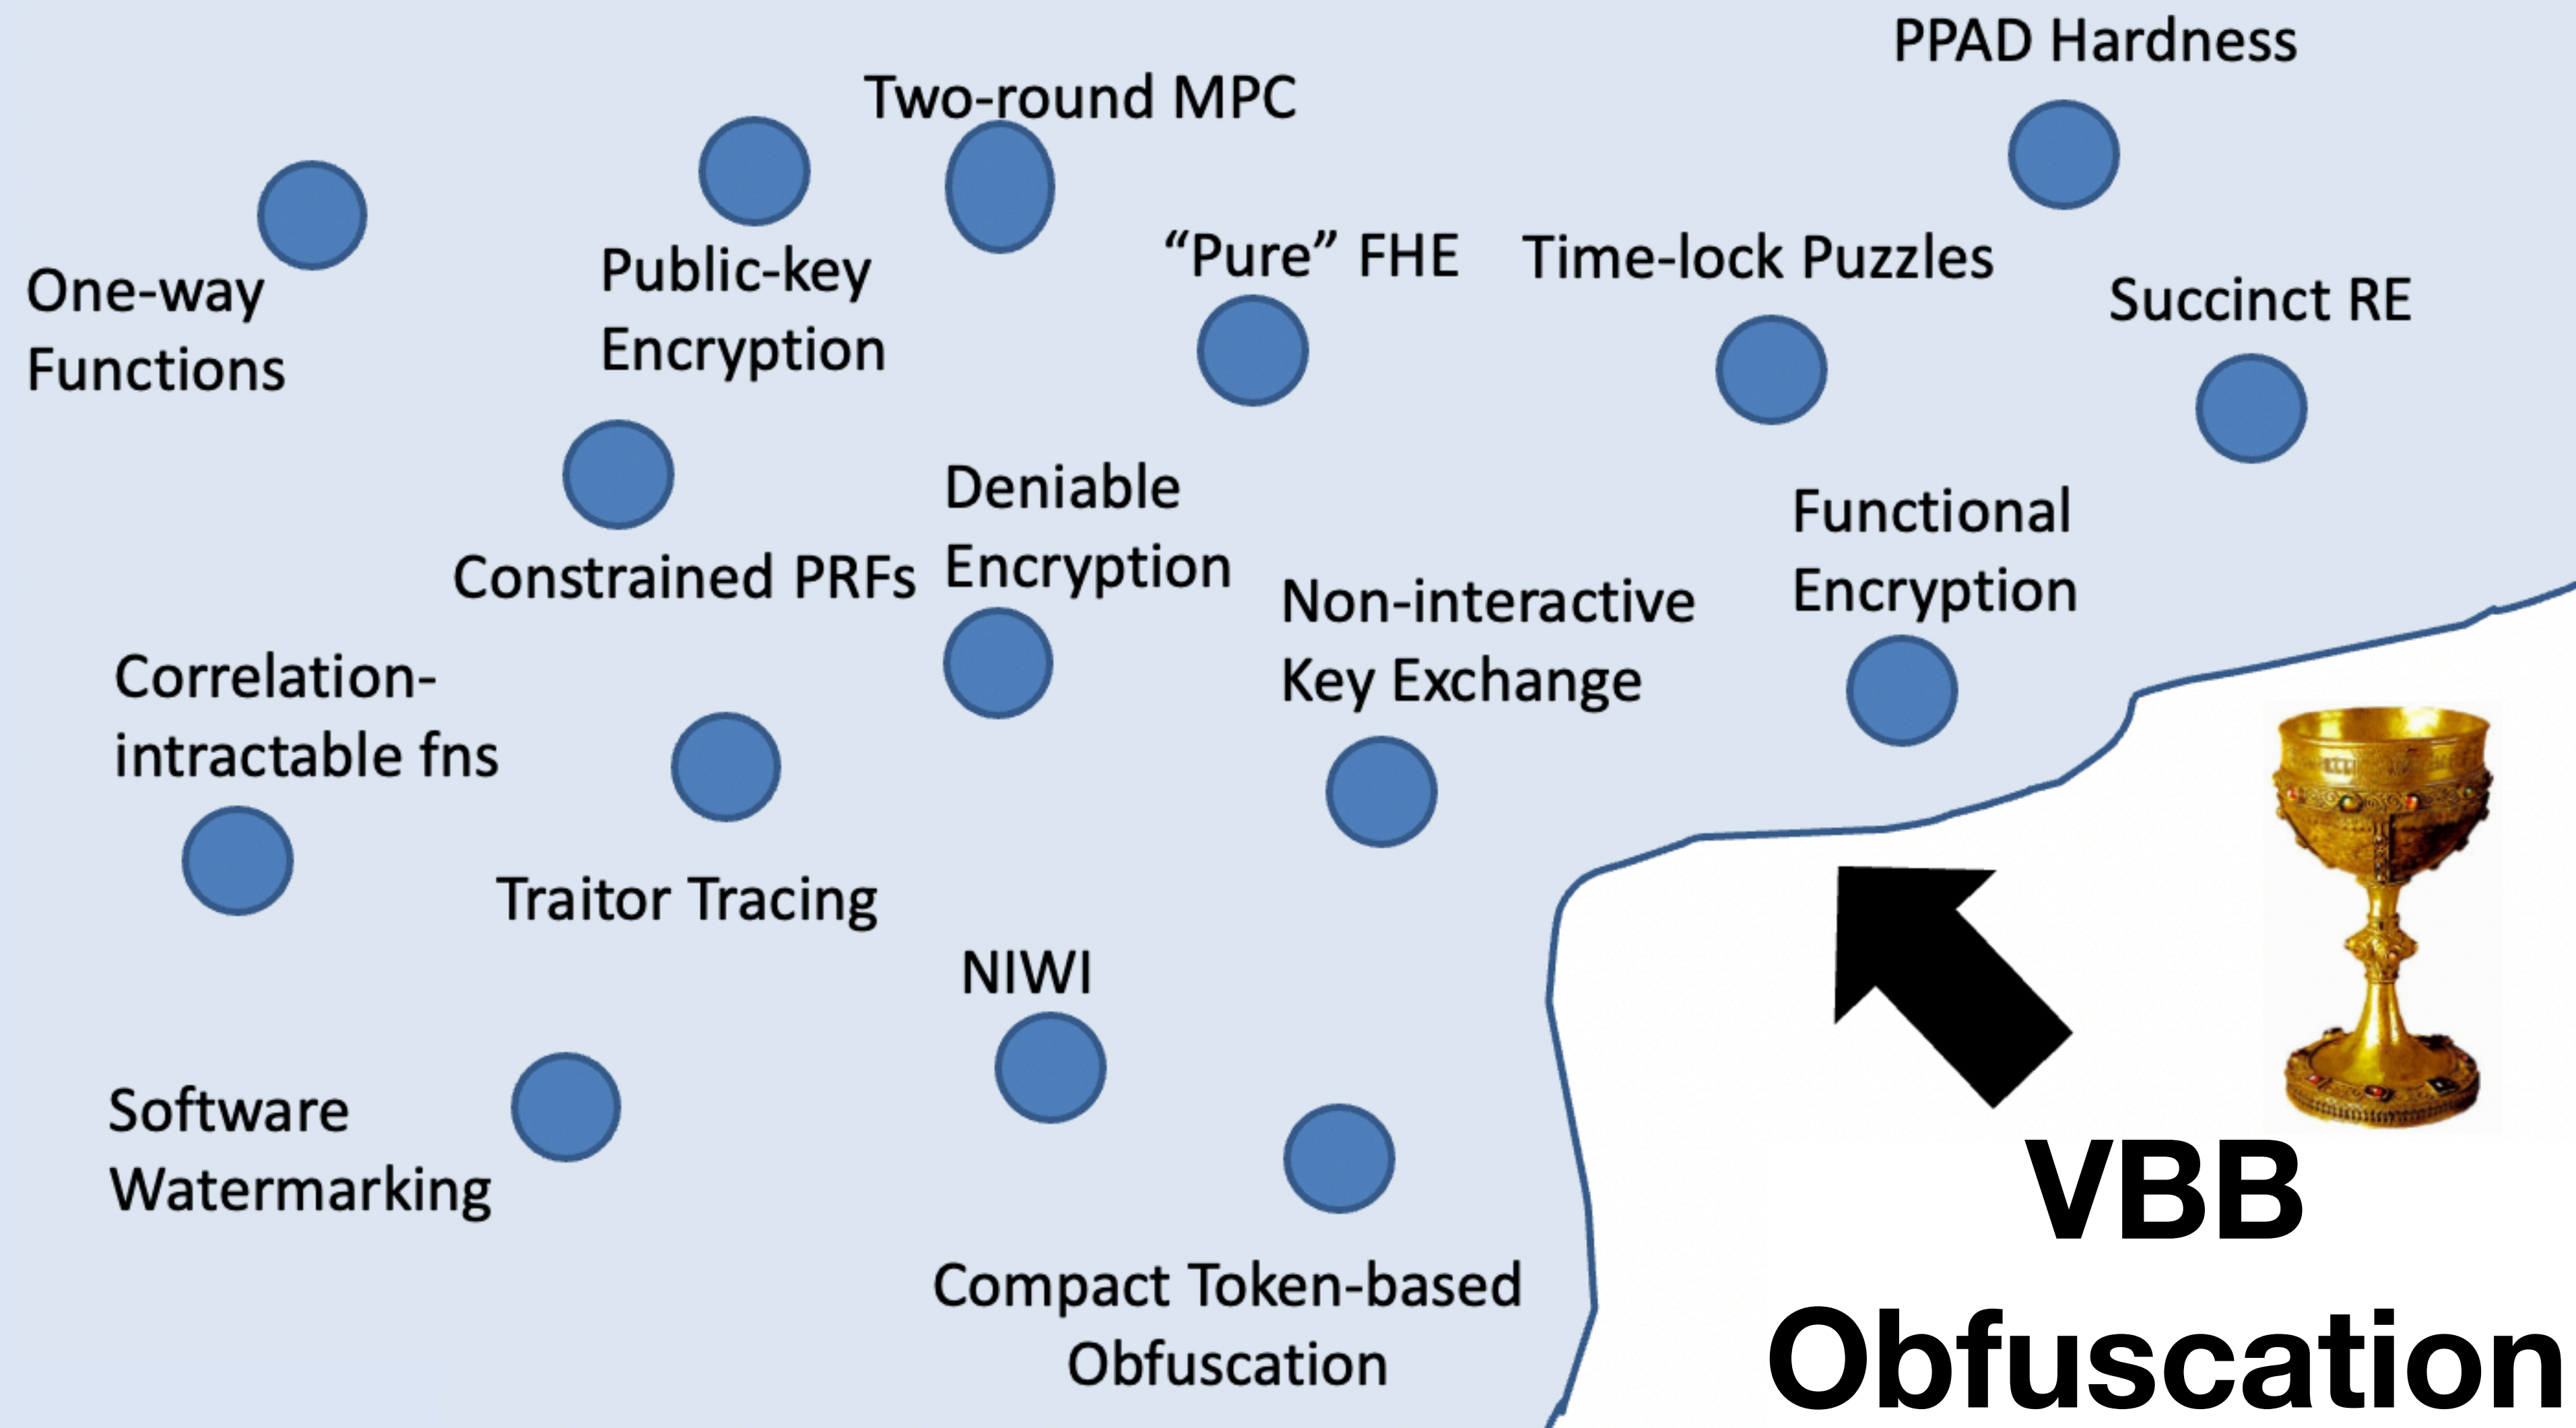 PPAD Hardness
Two-round MPC
One-way
Functions
Public-key
Encryption
“Pure” FHE
Time-lock Puzzles
Succinct RE
Constrained PRFs
Deniable
Encryption
Non-interactive
Key Exchange
Functional
Encryption
Correlation-
intractable fns
Traitor Tracing
NIWI
Software
Watermarking
Compact Token-based
Obfuscation
VBB
Obfuscation